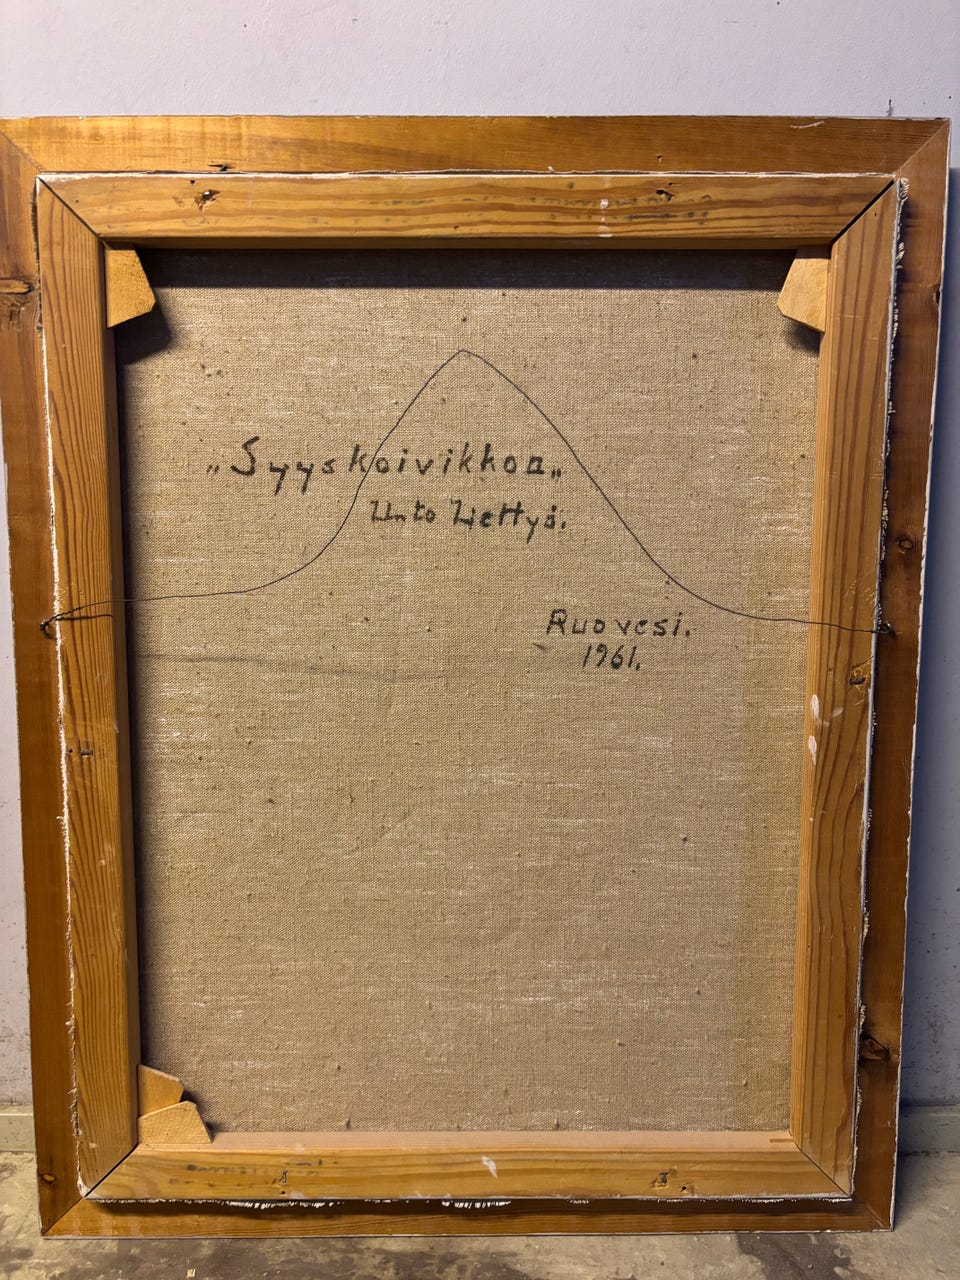 „Syyskoivikkoa„
Unto Liettyä.
Ruovesi.
1961.